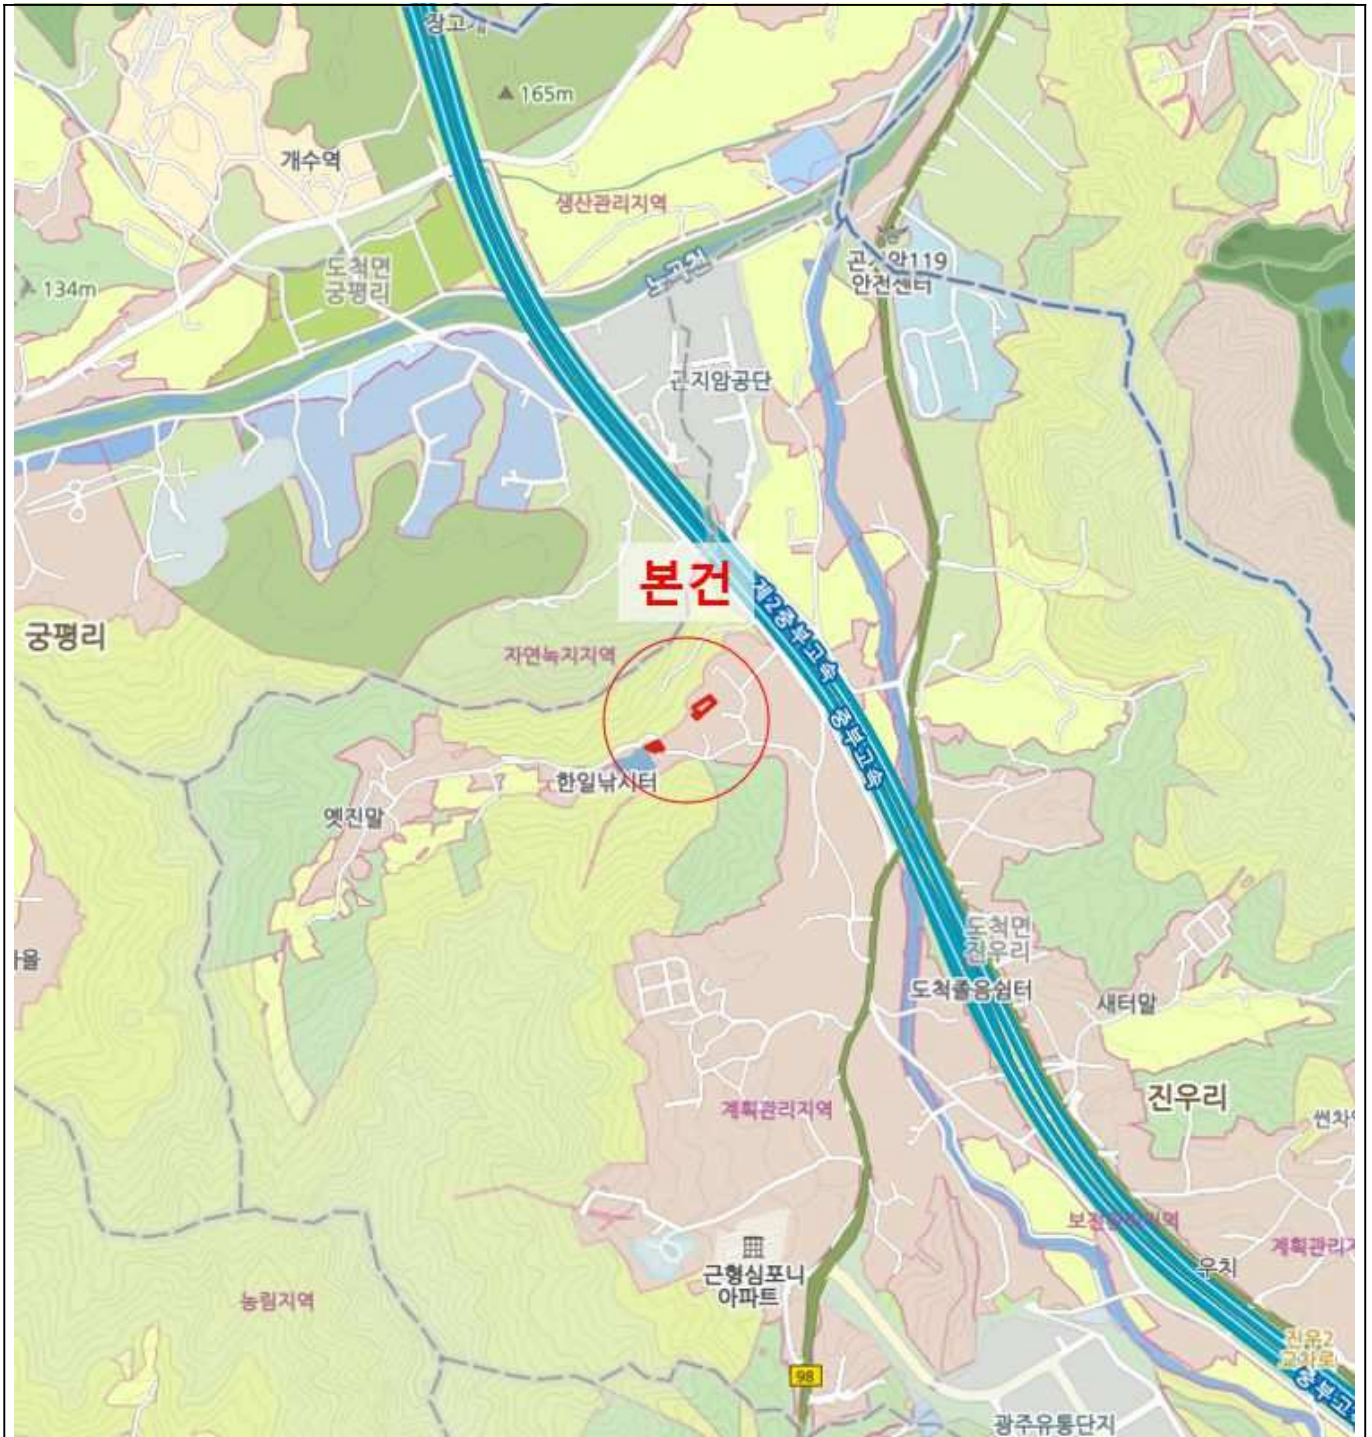 165m
개수역
생산관리지역
도척면
궁평리
134m
노곡천
곤지암119
안전센터
곤지암공단
본건
제2중부고속
중부고속
궁평리
자연녹지지역
한일낚시터
옛진말
도척면
진우리
도척졸음쉼터
새터말
계획관리지역
진우리
보전관리지역
계획관리지
우치
근형심포니
아파트
농림지역
진우2
교차로
98
중부고
광주유통단지